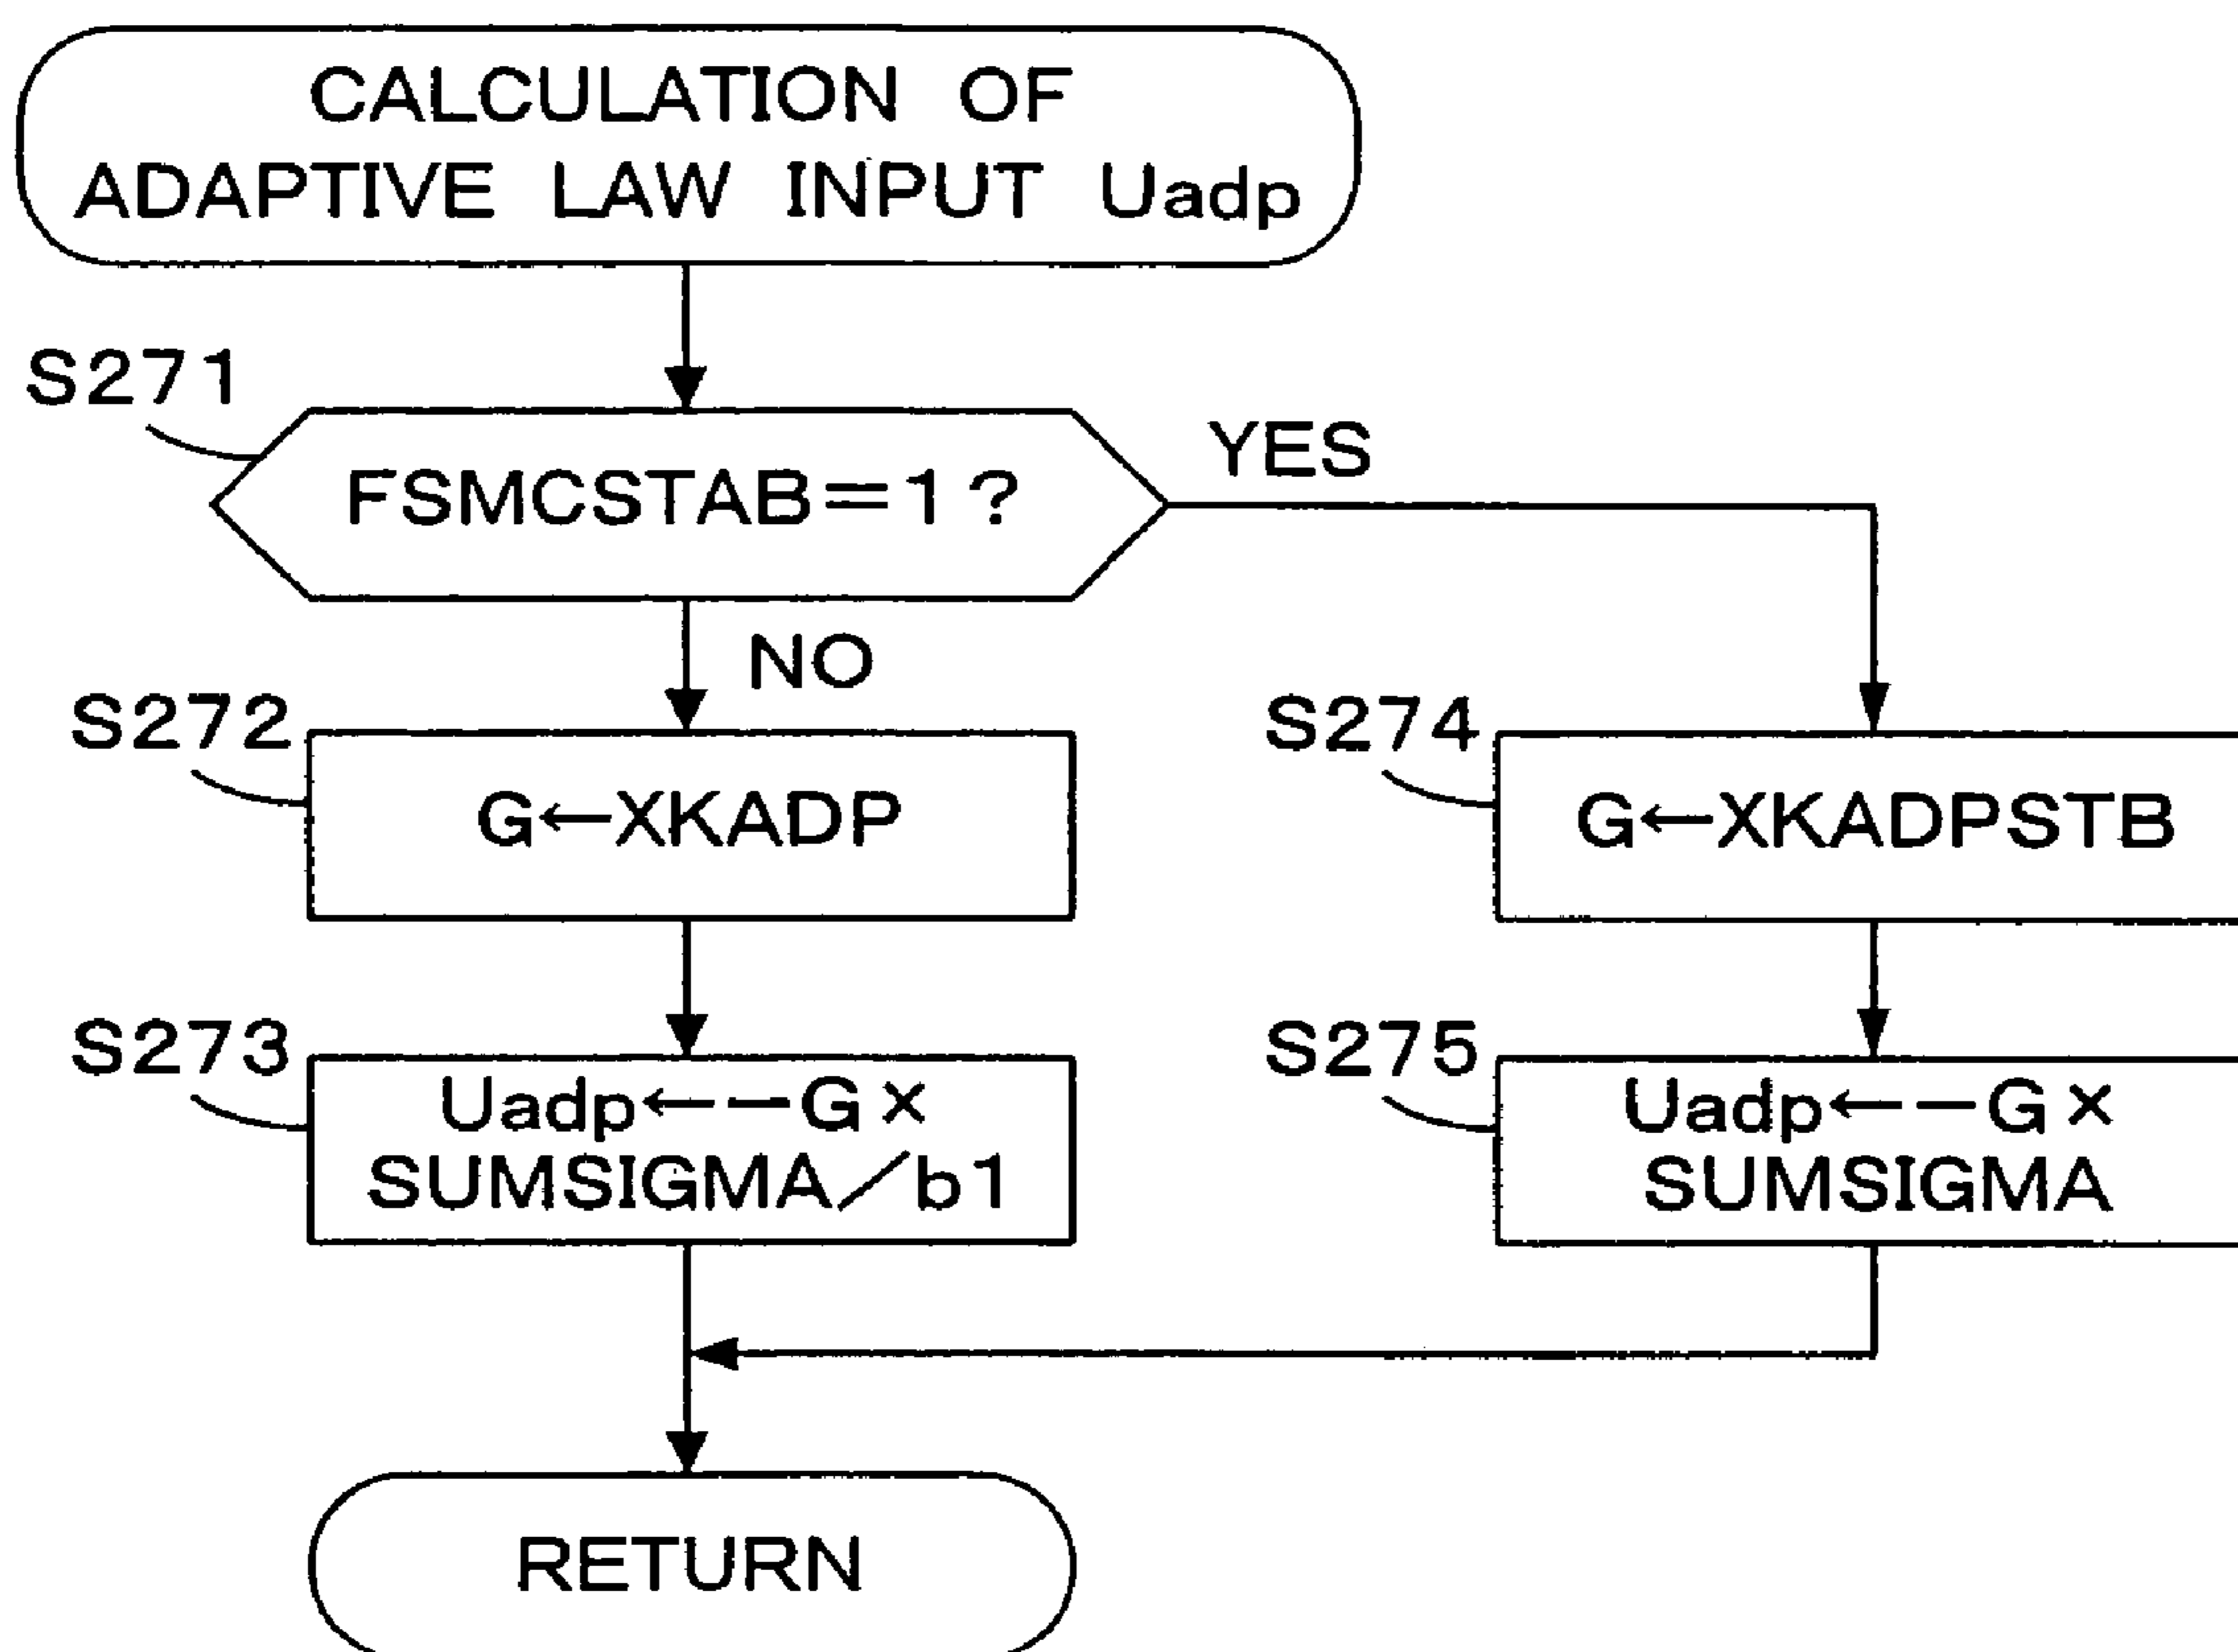 CALCULATION OF
ADAPTIVE LAW INPUT Uadp
S271
FSMCSTAB=1?
YES
NO
S272
G←XKADP
S274
G←XKADPSTB
S273
Uadp←−G×
SUMSIGMA/b1
S275
Uadp←−G×
SUMSIGMA
RETURN